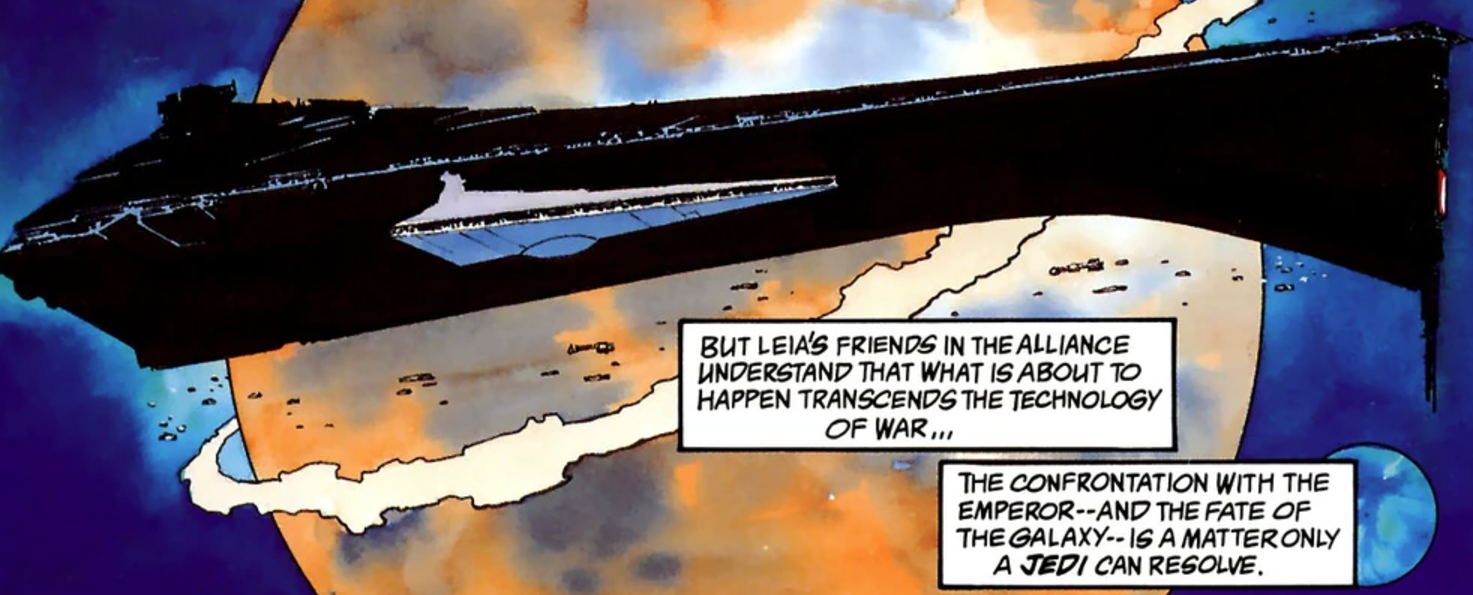 BUT LEIA'S FRIENDS IN THE ALLIANCE
UNDERSTAND THAT WHAT IS ABOUT TO
HAPPEN TRANSCENDS THE TECHNOLOGY
OF WAR...
THE CONFRONTATION WITH THE
EMPEROR--AND THE FATE OF
THE GALAXY--IS A MATTER ONLY
A JEDI CAN RESOLVE.